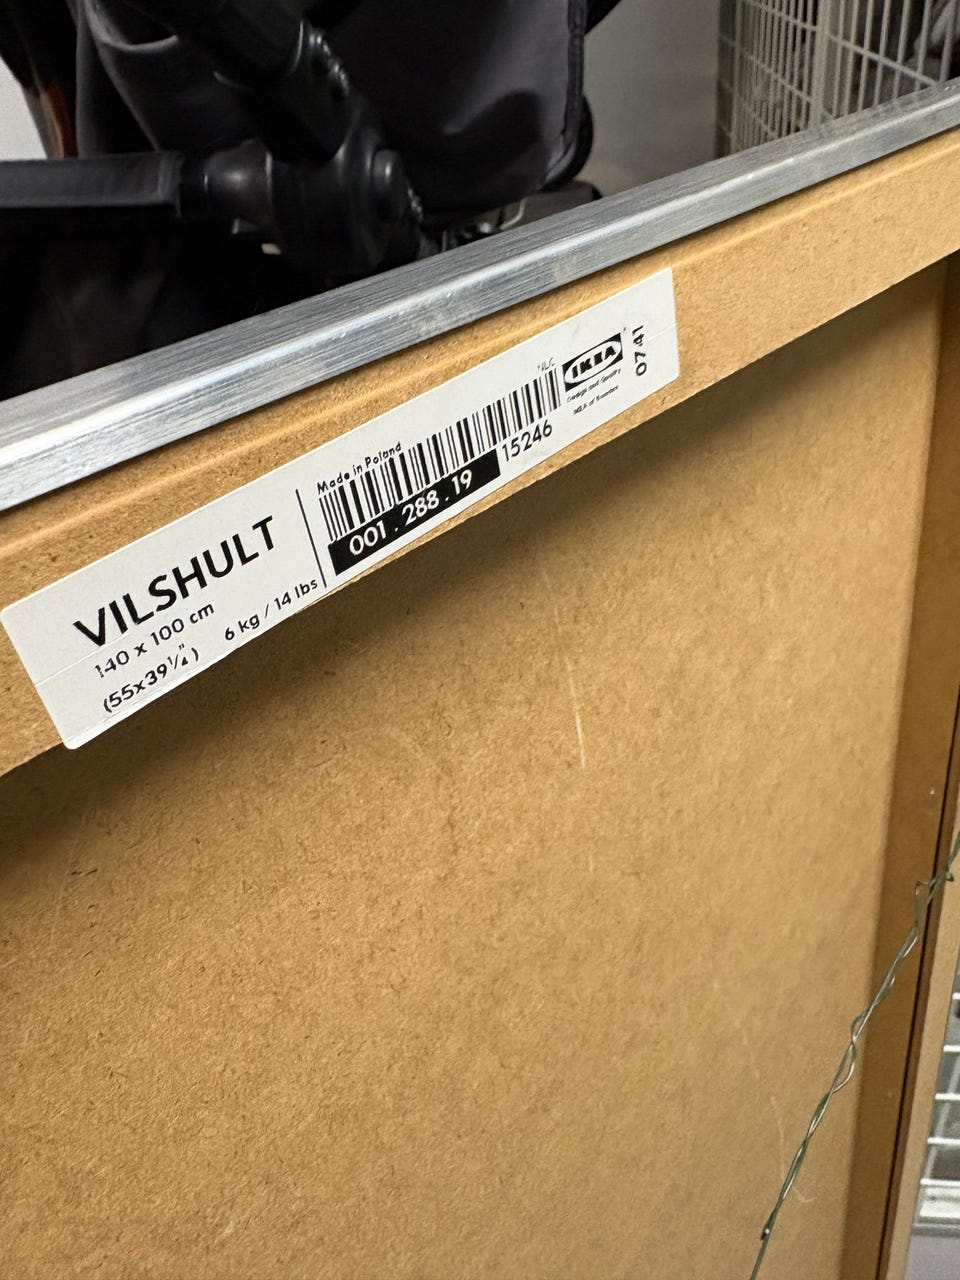 VILSHULT
140 x 100 cm
(55x39¼")
6 kg / 14 lbs
Made in Poland
001.288.19
15246
IKEA
®
Design and Quality
IKEA of Sweden
0741